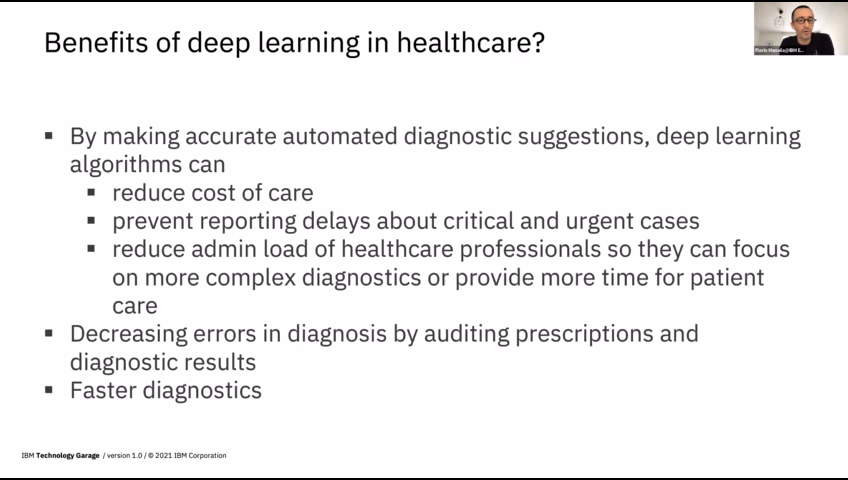 Benefits of deep learning in healthcare?
▪ By making accurate automated diagnostic suggestions, deep learning
algorithms can
▪ reduce cost of care
▪ prevent reporting delays about critical and urgent cases
▪ reduce admin load of healthcare professionals so they can focus
on more complex diagnostics or provide more time for patient
care
▪ Decreasing errors in diagnosis by auditing prescriptions and
diagnostic results
▪ Faster diagnostics
IBM Technology Garage / version 1.0 / © 2021 IBM Corporation